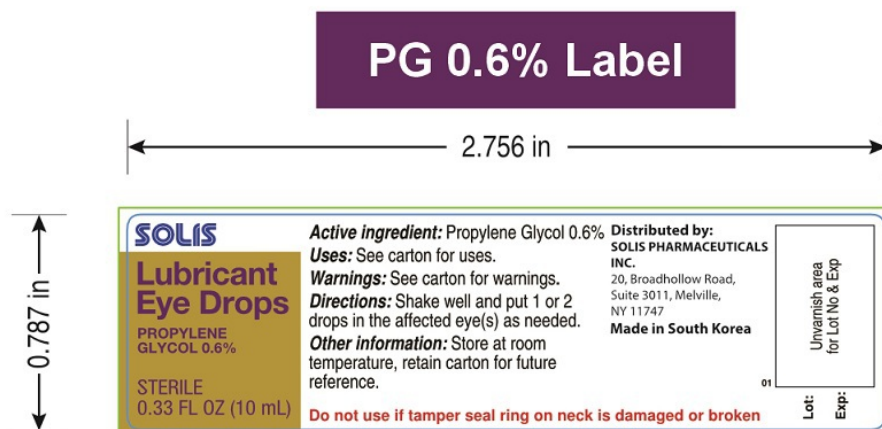 PG 0.6% Label
2.756 in
0.787 in
SOLIS
Lubricant
Eye Drops
PROPYLENE
GLYCOL 0.6%
STERILE
0.33 FL OZ (10 mL)
Active ingredient: Propylene Glycol 0.6%
Uses: See carton for uses.
Warnings: See carton for warnings.
Directions: Shake well and put 1 or 2
drops in the affected eye(s) as needed.
Other information: Store at room
temperature, retain carton for future
reference.
Do not use if tamper seal ring on neck is damaged or broken
Distributed by:
SOLIS PHARMACEUTICALS
INC.
20, Broadhollow Road,
Suite 3011, Melville,
NY 11747
Made in South Korea
01
Unvarnish area
for Lot No & Exp
Lot:
Exp: